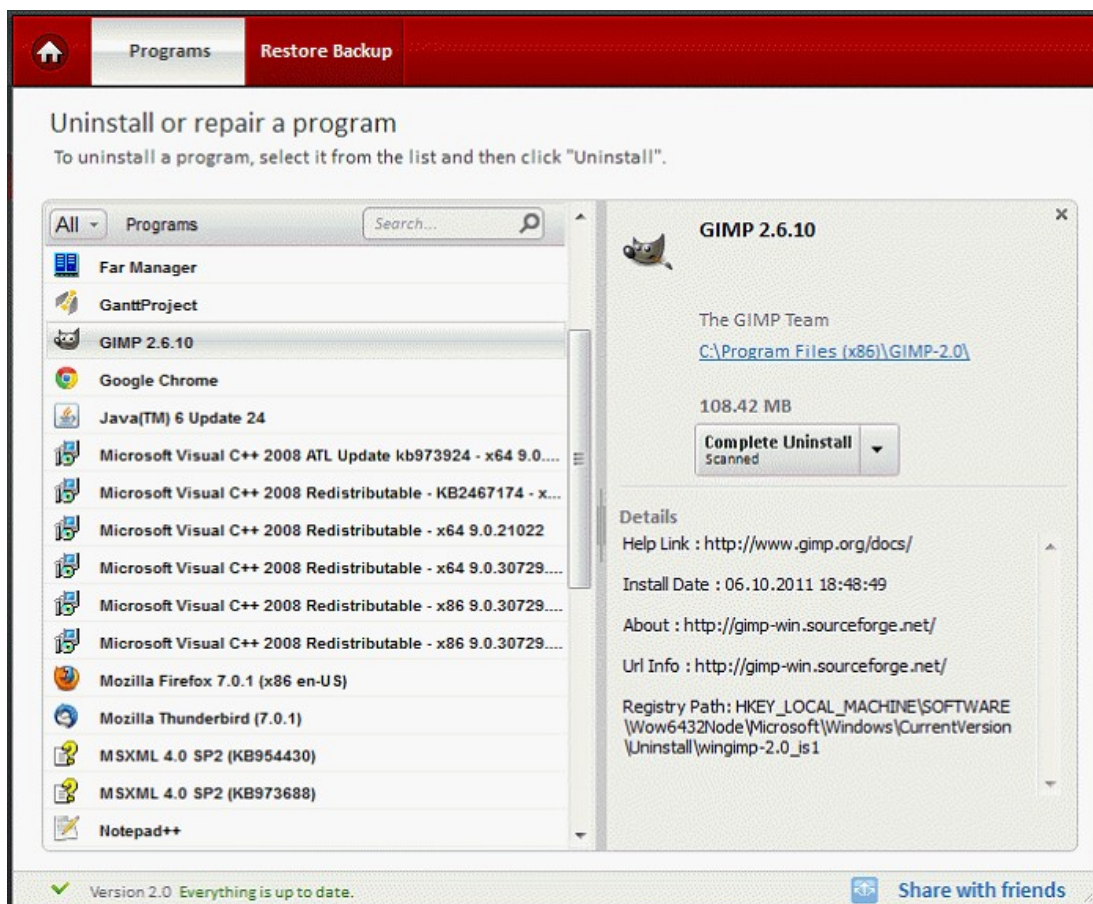 Programs
Restore Backup
Uninstall or repair a program
To uninstall a program, select it from the list and then click "Uninstall".
All
Programs
Search...
Far Manager
GanttProject
GIMP 2.6.10
Google Chrome
Java(TM) 6 Update 24
Microsoft Visual C++ 2008 ATL Update kb973924 - x64 9.0....
Microsoft Visual C++ 2008 Redistributable - KB2467174 - x...
Microsoft Visual C++ 2008 Redistributable - x64 9.0.21022
Microsoft Visual C++ 2008 Redistributable - x64 9.0.30729....
Microsoft Visual C++ 2008 Redistributable - x86 9.0.30729....
Microsoft Visual C++ 2008 Redistributable - x86 9.0.30729....
Mozilla Firefox 7.0.1 (x86 en-US)
Mozilla Thunderbird (7.0.1)
MSXML 4.0 SP2 (KB954430)
MSXML 4.0 SP2 (KB973688)
Notepad++
GIMP 2.6.10
The GIMP Team
C:\Program Files (x86)\GIMP-2.0\
108.42 MB
Complete Uninstall
Scanned
Details
Help Link : http://www.gimp.org/docs/
Install Date : 06.10.2011 18:48:49
About : http://gimp-win.sourceforge.net/
Url Info : http://gimp-win.sourceforge.net/
Registry Path: HKEY_LOCAL_MACHINE\SOFTWARE
\Wow6432Node\Microsoft\Windows\CurrentVersion
\Uninstall\wingimp-2.0_is1
Version 2.0 Everything is up to date.
Share with friends